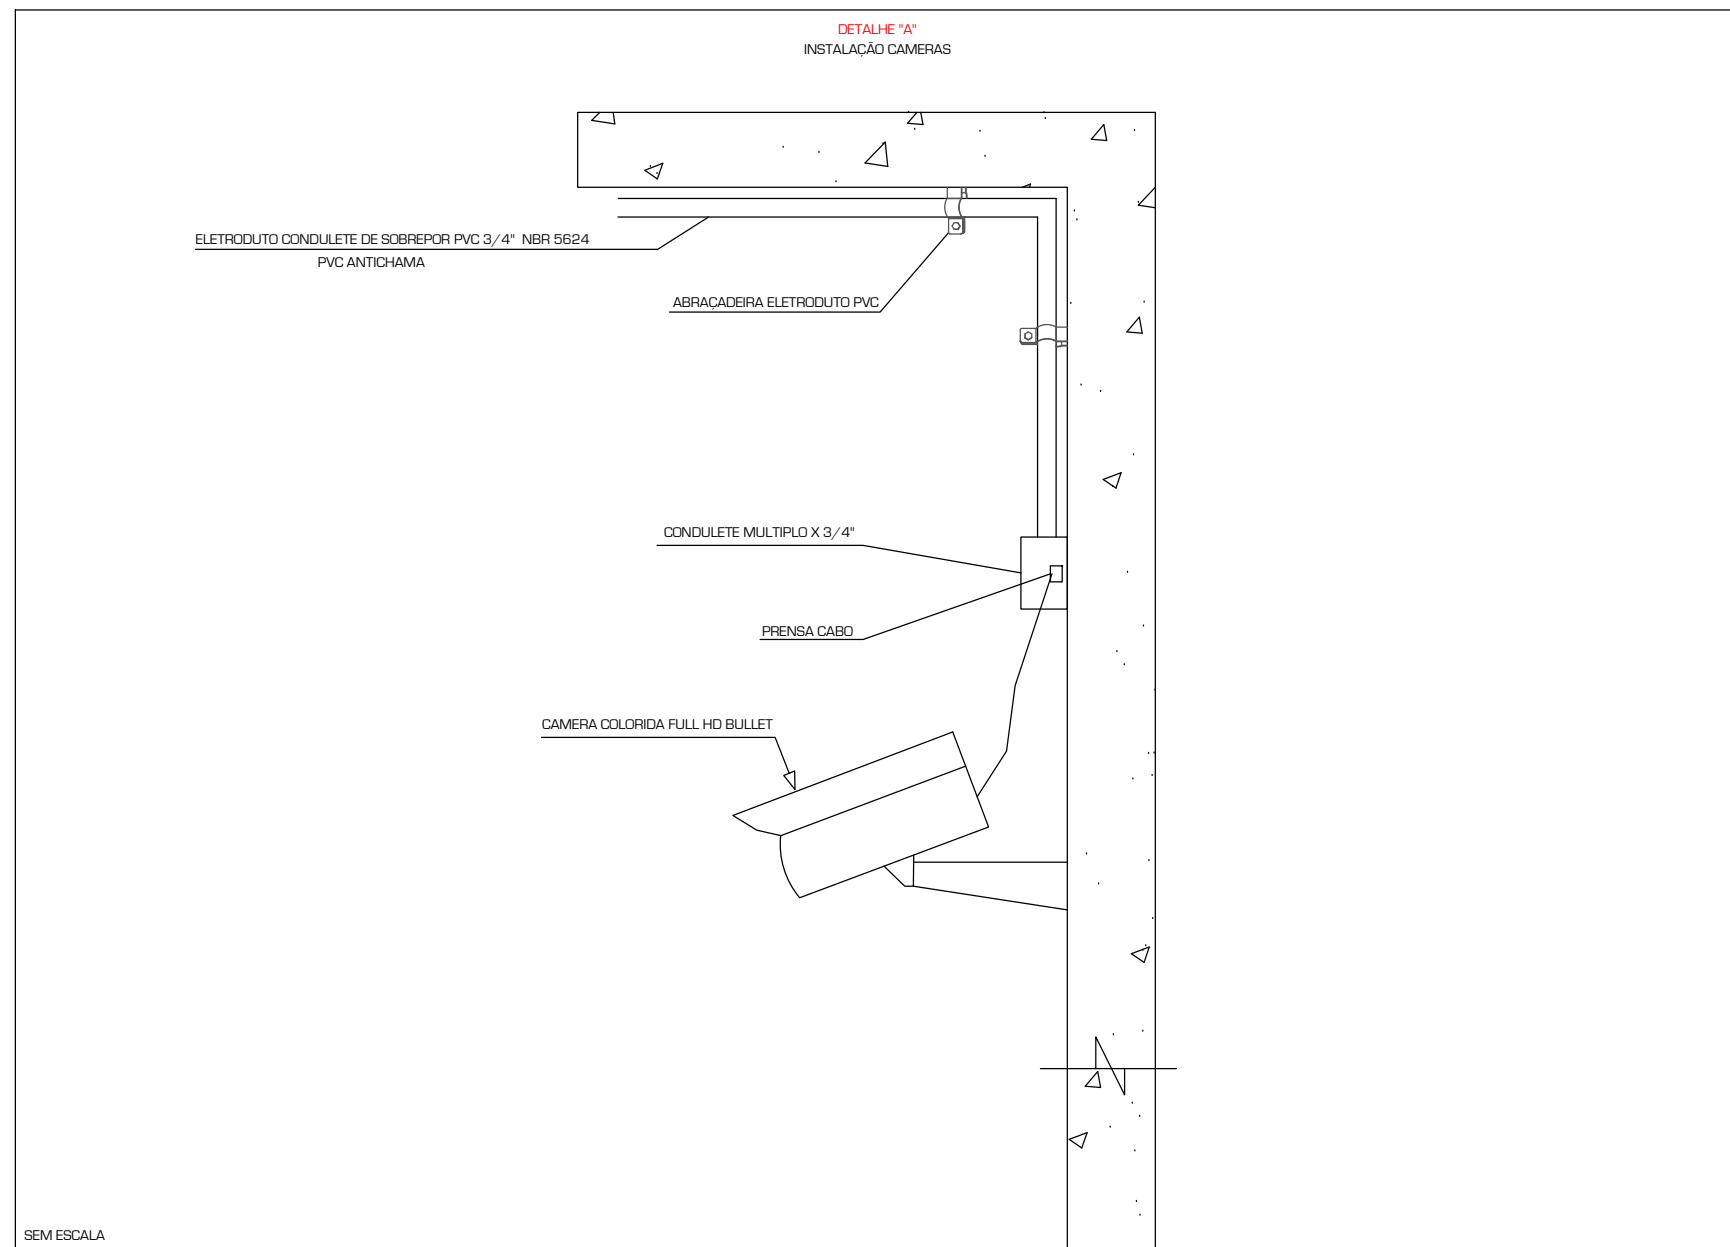 DETALHE "A"
INSTALAÇÃO CAMERAS
ELETRODUTO CONDULETE DE SOBREPOR PVC 3/4" NBR 5624
PVC ANTICHAMA
ABRAÇADEIRA ELETRODUTO PVC
CONDULETE MULTIPLO X 3/4"
PRENSA CABO
CAMERA COLORIDA FULL HD BULLET
SEM ESCALA